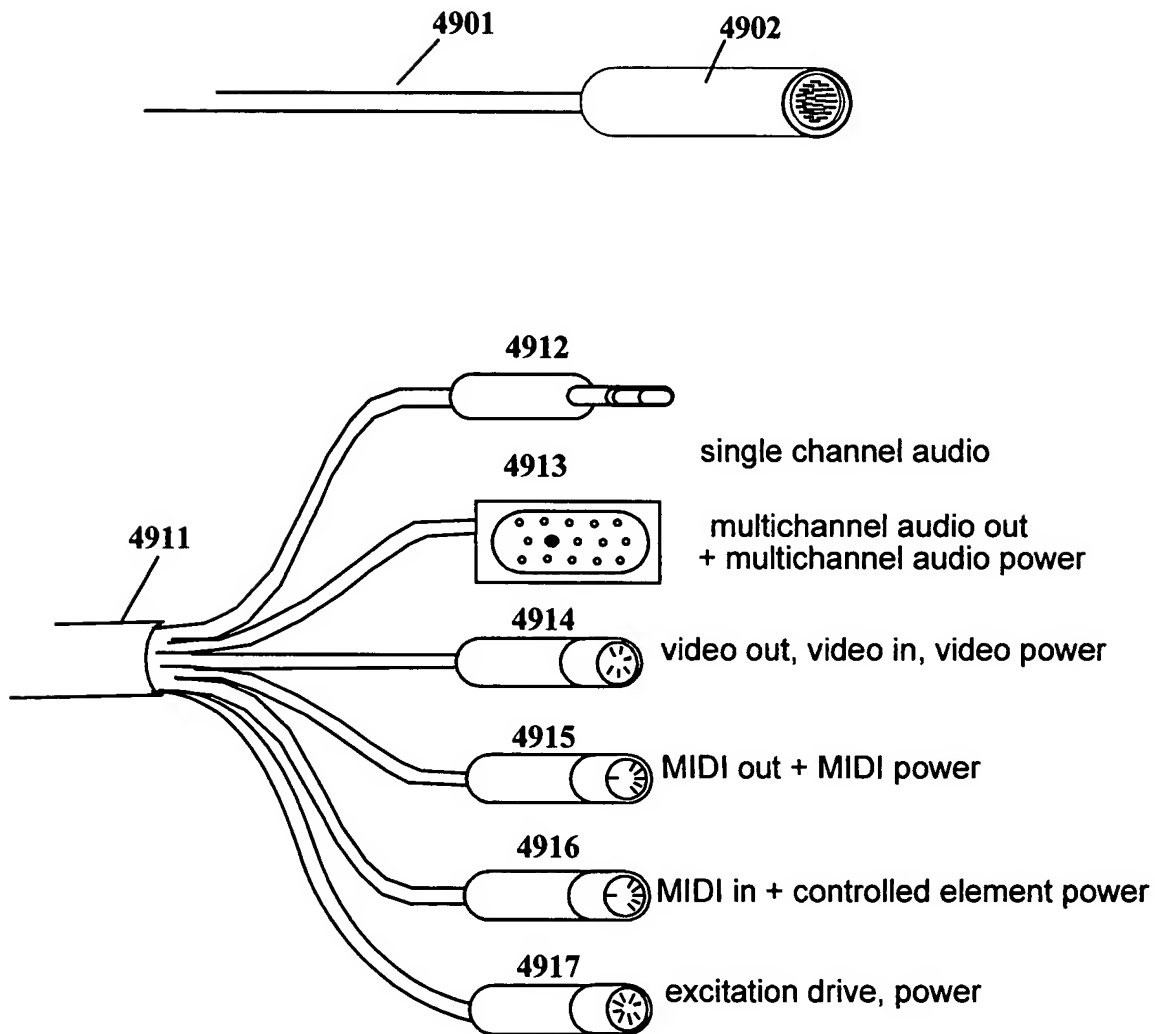 4901
4902
4912
single channel audio
4913
multichannel audio out
+ multichannel audio power
4911
4914
video out, video in, video power
4915
MIDI out + MIDI power
4916
MIDI in + controlled element power
4917
excitation drive, power